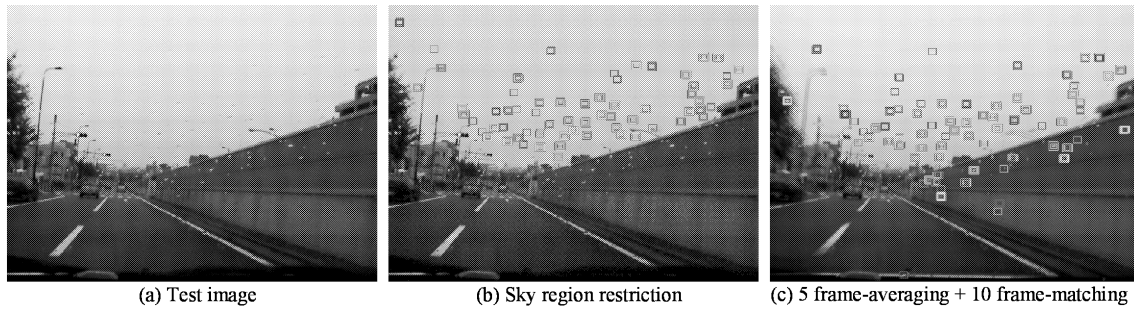 (a) Test image
(b) Sky region restriction
(c) 5 frame-averaging + 10 frame-matching